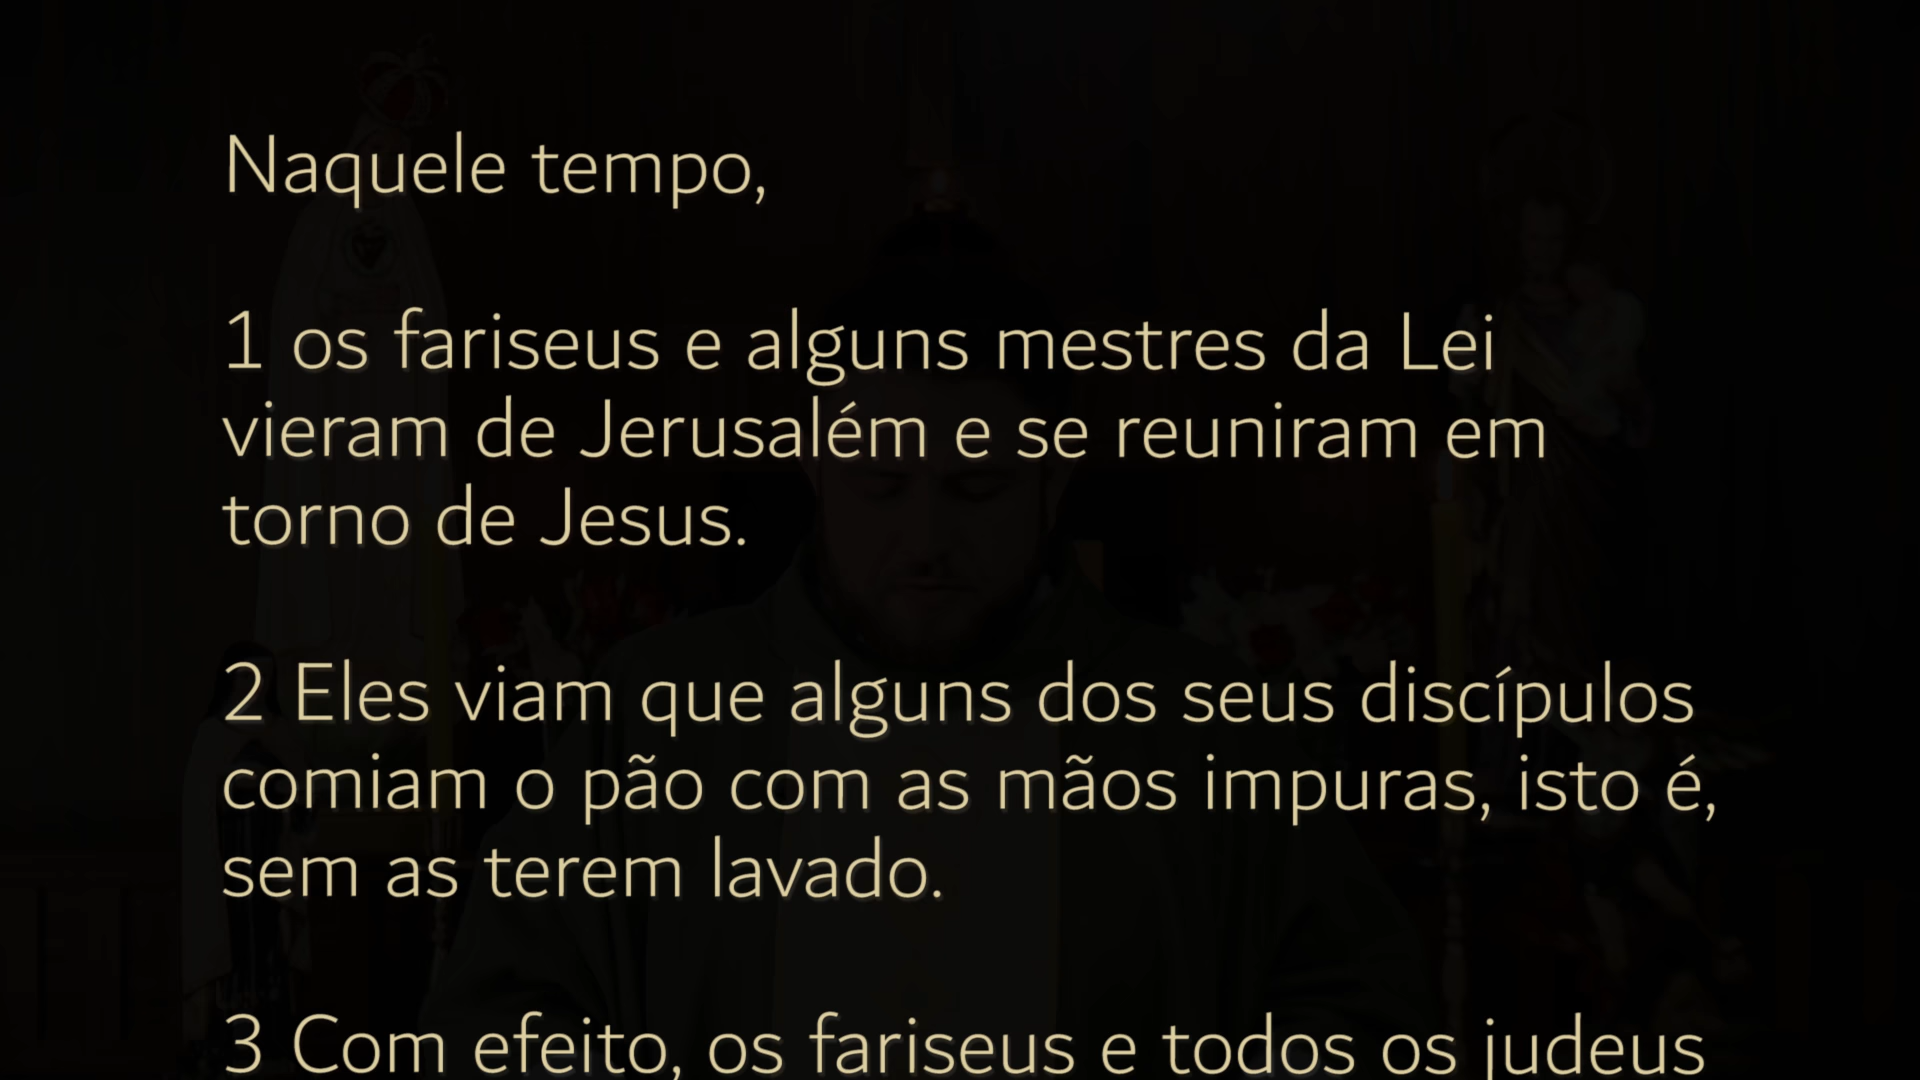 Naquele tempo,
1 os fariseus e alguns mestres da Lei
vieram de Jerusalém e se reuniram em
torno de Jesus.
2 Eles viam que alguns dos seus discípulos
comiam o pão com as mãos impuras, isto é,
sem as terem lavado.
3 Com efeito, os fariseus e todos os judeus